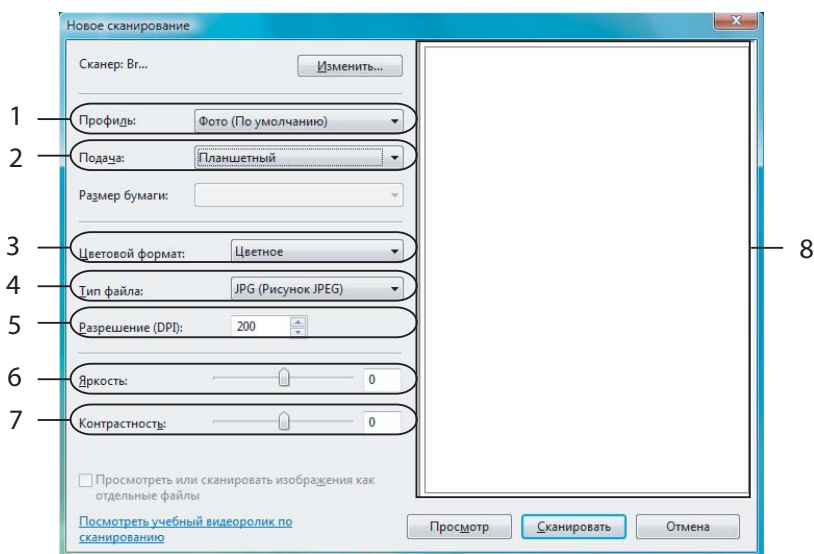 Новое сканирование
Сканер: Br...
Изменить...
1
Профиль:
Фото (По умолчанию)
2
Подача:
Планшетный
Размер бумаги:
3
Цветовой формат:
Цветное
8
4
Тип файла:
JPG (Рисунок JPEG)
5
Разрешение (DPI):
200
6
Яркость:
0
7
Контрастность:
0
Просмотреть или сканировать изображения как
отдельные файлы
Посмотреть учебный видеоролик по
сканированию
Просмотр
Сканировать
Отмена